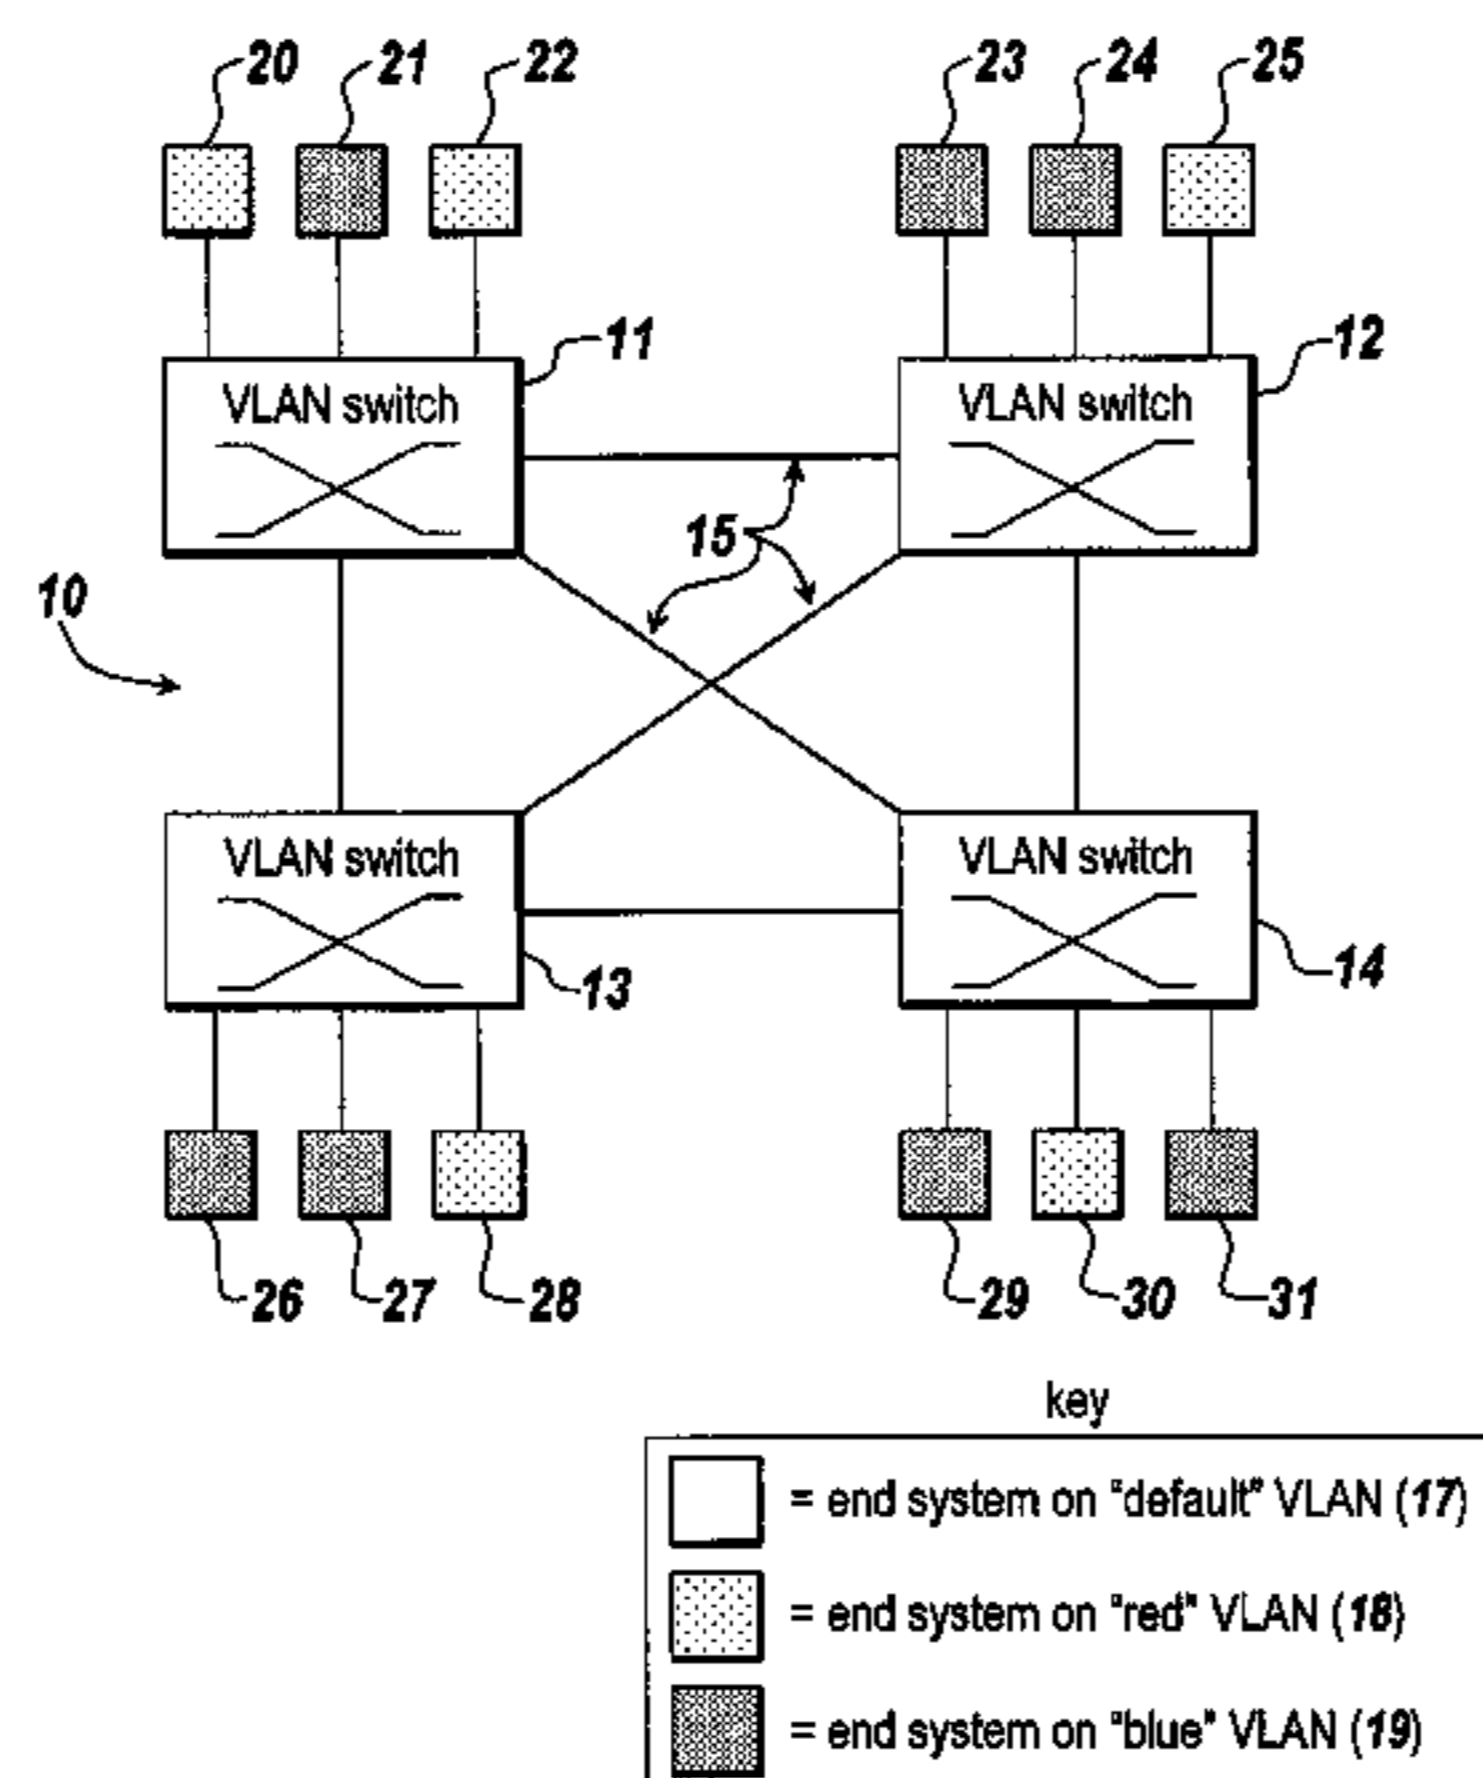 20 21 22 23 24 25
11 12
VLAN switch VLAN switch
15
10
VLAN switch VLAN switch
13 14
26 27 28 29 30 31
key
= end system on "default" VLAN (17)
= end system on "red" VLAN (18)
= end system on "blue" VLAN (19)